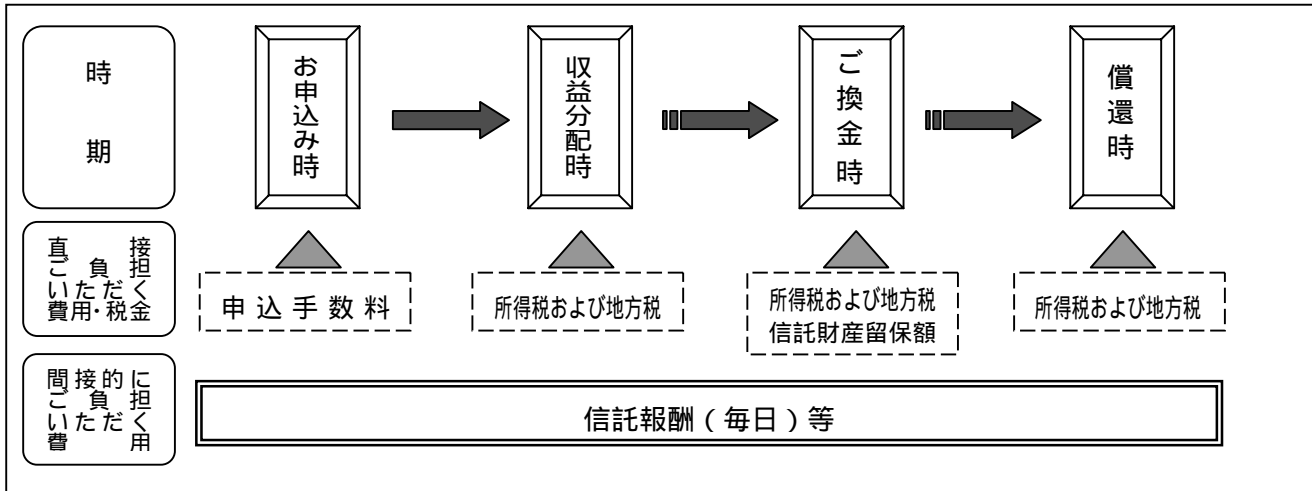 時期
お申込み時
収益分配時
ご換金時
償還時
直接
ご負担
いただく
費用・税金
申込手数料
所得税および地方税
所得税および地方税
信託財産留保額
所得税および地方税
間接的に
ご負担
いただく
費用
信託報酬（毎日）等